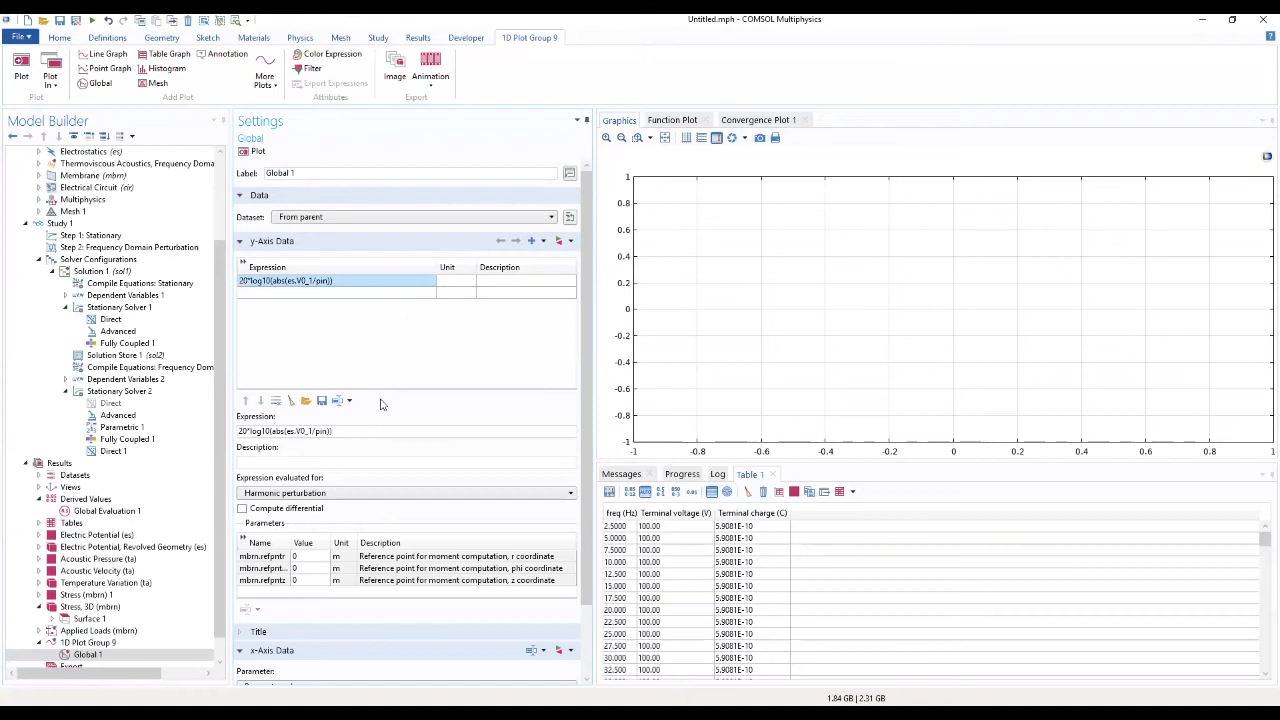 Untitled.mph - COMSOL Multiphysics
File
Home
Definitions
Geometry
Sketch
Materials
Physics
Mesh
Study
Results
Developer
1D Plot Group 9
Plot
Plot In
Line Graph
Point Graph
Global
Table Graph
Histogram
Mesh
Annotation
More Plots
Color Expression
Filter
Export Expressions
Image
Animation
Plot
Add Plot
Attributes
Export
Model Builder
Electrostatics (es)
Thermoviscous Acoustics, Frequency Doma
Membrane (mbrn)
Electrical Circuit (cir)
Multiphysics
Mesh 1
Study 1
Step 1: Stationary
Step 2: Frequency Domain Perturbation
Solver Configurations
Solution 1 (sol1)
Compile Equations: Stationary
Dependent Variables 1
Stationary Solver 1
Direct
Advanced
Fully Coupled 1
Solution Store 1 (sol2)
Compile Equations: Frequency Dom
Dependent Variables 2
Stationary Solver 2
Direct
Advanced
Parametric 1
Fully Coupled 1
Direct 1
Results
Datasets
Views
Derived Values
Global Evaluation 1
Tables
Electric Potential (es)
Electric Potential, Revolved Geometry (es)
Acoustic Pressure (ta)
Acoustic Velocity (ta)
Temperature Variation (ta)
Stress (mbrn) 1
Stress, 3D (mbrn)
Surface 1
Applied Loads (mbrn)
1D Plot Group 9
Global 1
Export
Settings
Global
Plot
Label: Global 1
Data
Dataset: From parent
y-Axis Data
Expression Unit Description
20*log10(abs(es.V0_1/pin))
Expression:
20*log10(abs(es.V0_1/pin))
Description:
Expression evaluated for:
Harmonic perturbation
Compute differential
Parameters
Name Value Unit Description
mbrn.refpntr 0 m Reference point for moment computation, r coordinate
mbrn.refpnt... 0 m Reference point for moment computation, phi coordinate
mbrn.refpntz 0 m Reference point for moment computation, z coordinate
Title
x-Axis Data
Parameter:
Graphics
Function Plot
Convergence Plot 1
1
0.8
0.6
0.4
0.2
0
-0.2
-0.4
-0.6
-0.8
-1
-1 -0.8 -0.6 -0.4 -0.2 0 0.2 0.4 0.6 0.8 1
Messages
Progress
Log
Table 1
freq (Hz) Terminal voltage (V) Terminal charge (C)
2.5000 100.00 5.9081E-10
5.0000 100.00 5.9081E-10
7.5000 100.00 5.9081E-10
10.000 100.00 5.9081E-10
12.500 100.00 5.9081E-10
15.000 100.00 5.9081E-10
17.500 100.00 5.9081E-10
20.000 100.00 5.9081E-10
22.500 100.00 5.9081E-10
25.000 100.00 5.9081E-10
27.500 100.00 5.9081E-10
30.000 100.00 5.9081E-10
32.500 100.00 5.9081E-10
1.84 GB | 2.31 GB